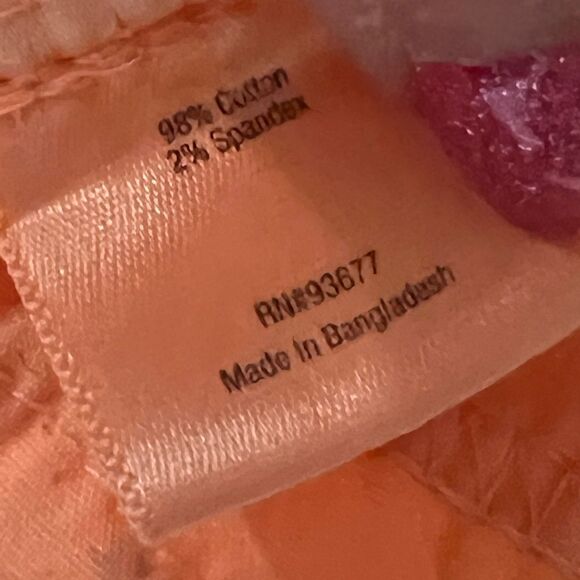 98% Cotton
2% Spandex
RN#93677
Made In Bangladesh